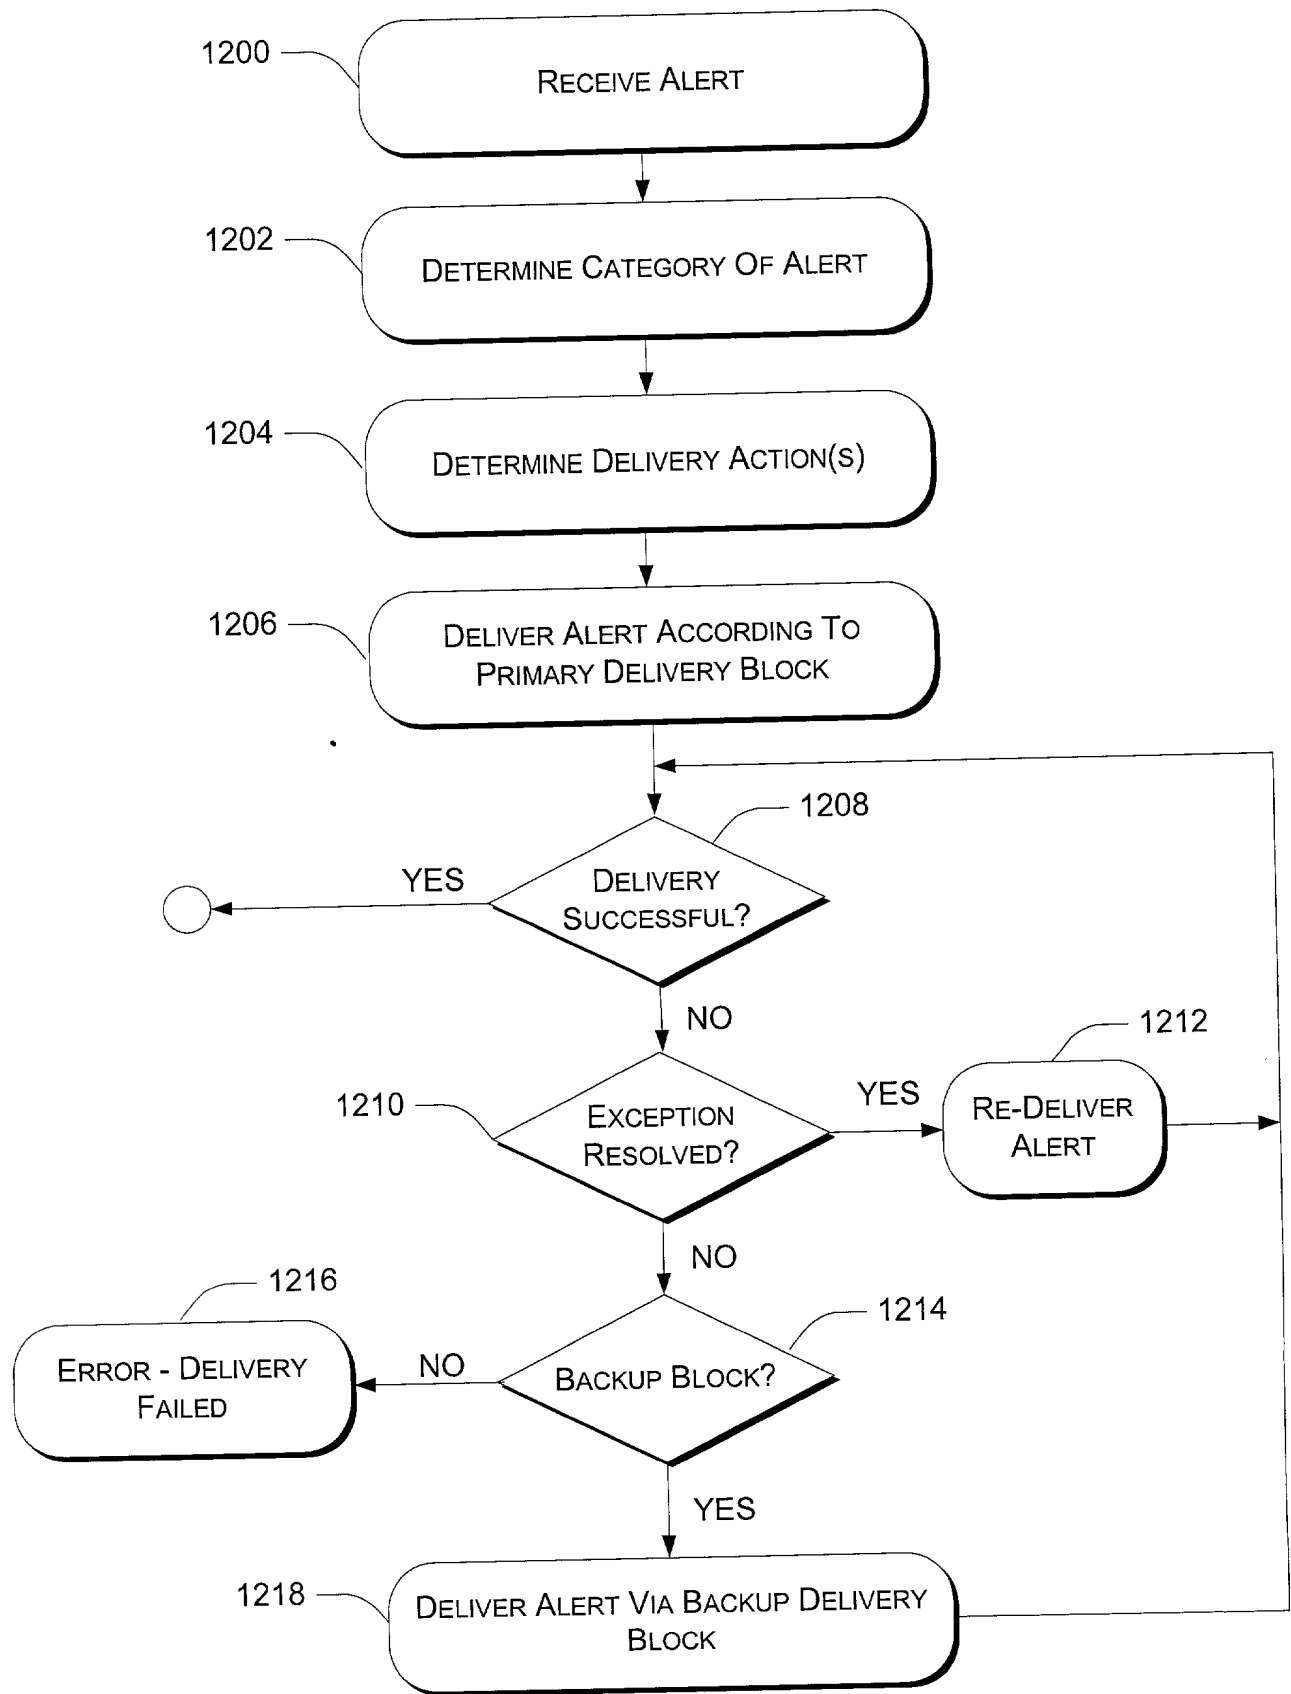 1200
RECEIVE ALERT
1202
DETERMINE CATEGORY OF ALERT
1204
DETERMINE DELIVERY ACTION(S)
1206
DELIVER ALERT ACCORDING TO
PRIMARY DELIVERY BLOCK
1208
YES
DELIVERY
SUCCESSFUL?
NO
1212
1210
EXCEPTION
RESOLVED?
YES
RE-DELIVER
ALERT
NO
1216
1214
ERROR - DELIVERY
FAILED
NO
BACKUP BLOCK?
YES
1218
DELIVER ALERT VIA BACKUP DELIVERY
BLOCK